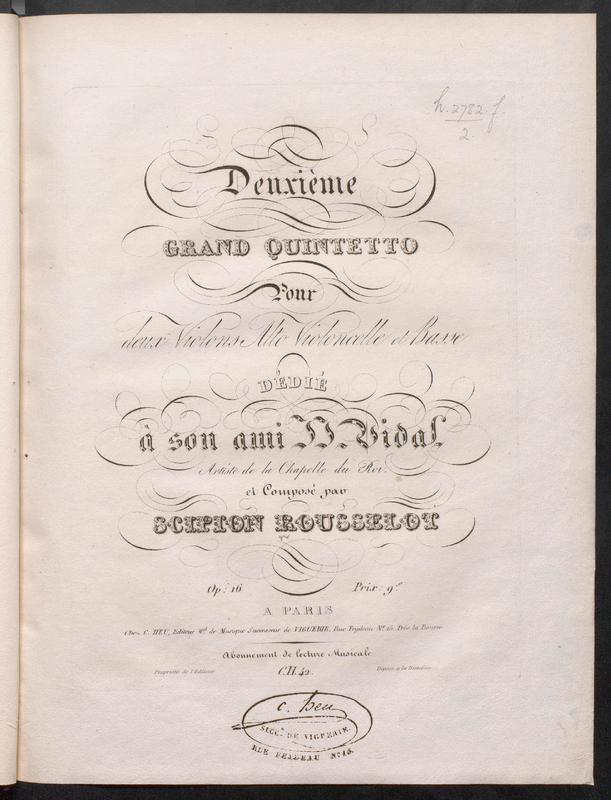 h. 2782. f.
2
Deuxième
GRAND QUINTETTO
Pour
deux Violons Alto Violoncelle et Basse
DÉDIÉ
à son ami JJ. Vidal
Artiste de la Chapelle du Roi.
et Composé par
SCIPION ROUSSELOT
Op: 16 Prix: 9f
A PARIS
Chez C. HEU, Editeur Md. de Musique Successeur de VIGUERIE, Rue Feydeau No. 15. Près la Bourse
Abonnement de lecture Musicale
Propriété de l'Editeur C.H. 42. Déposé à la Direction
C. heu
SUCCr. DE VIGUERIE.
RUE FEYDEAU No. 15.